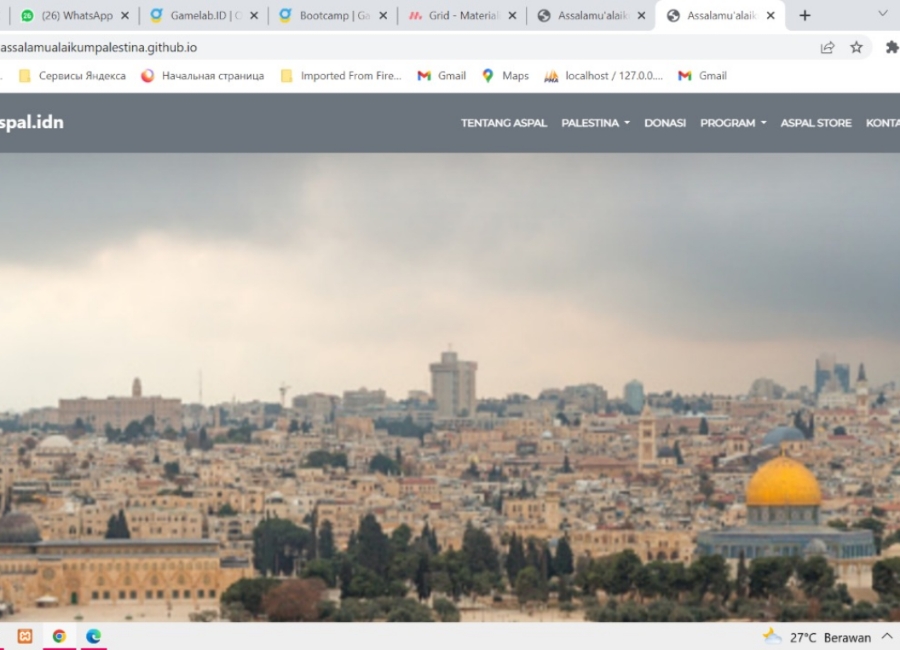 (26) WhatsApp
Gamelab.ID |
Bootcamp | Ga
Grid - Material
Assalamu'alaik
Assalamu'alaik
assalamualaikumpalestina.github.io
Сервисы Яндекса
Начальная страница
Imported From Fire...
Gmail
Maps
localhost / 127.0.0....
Gmail
spal.idn
TENTANG ASPAL
PALESTINA
DONASI
PROGRAM
ASPAL STORE
KONTA
27°C Berawan